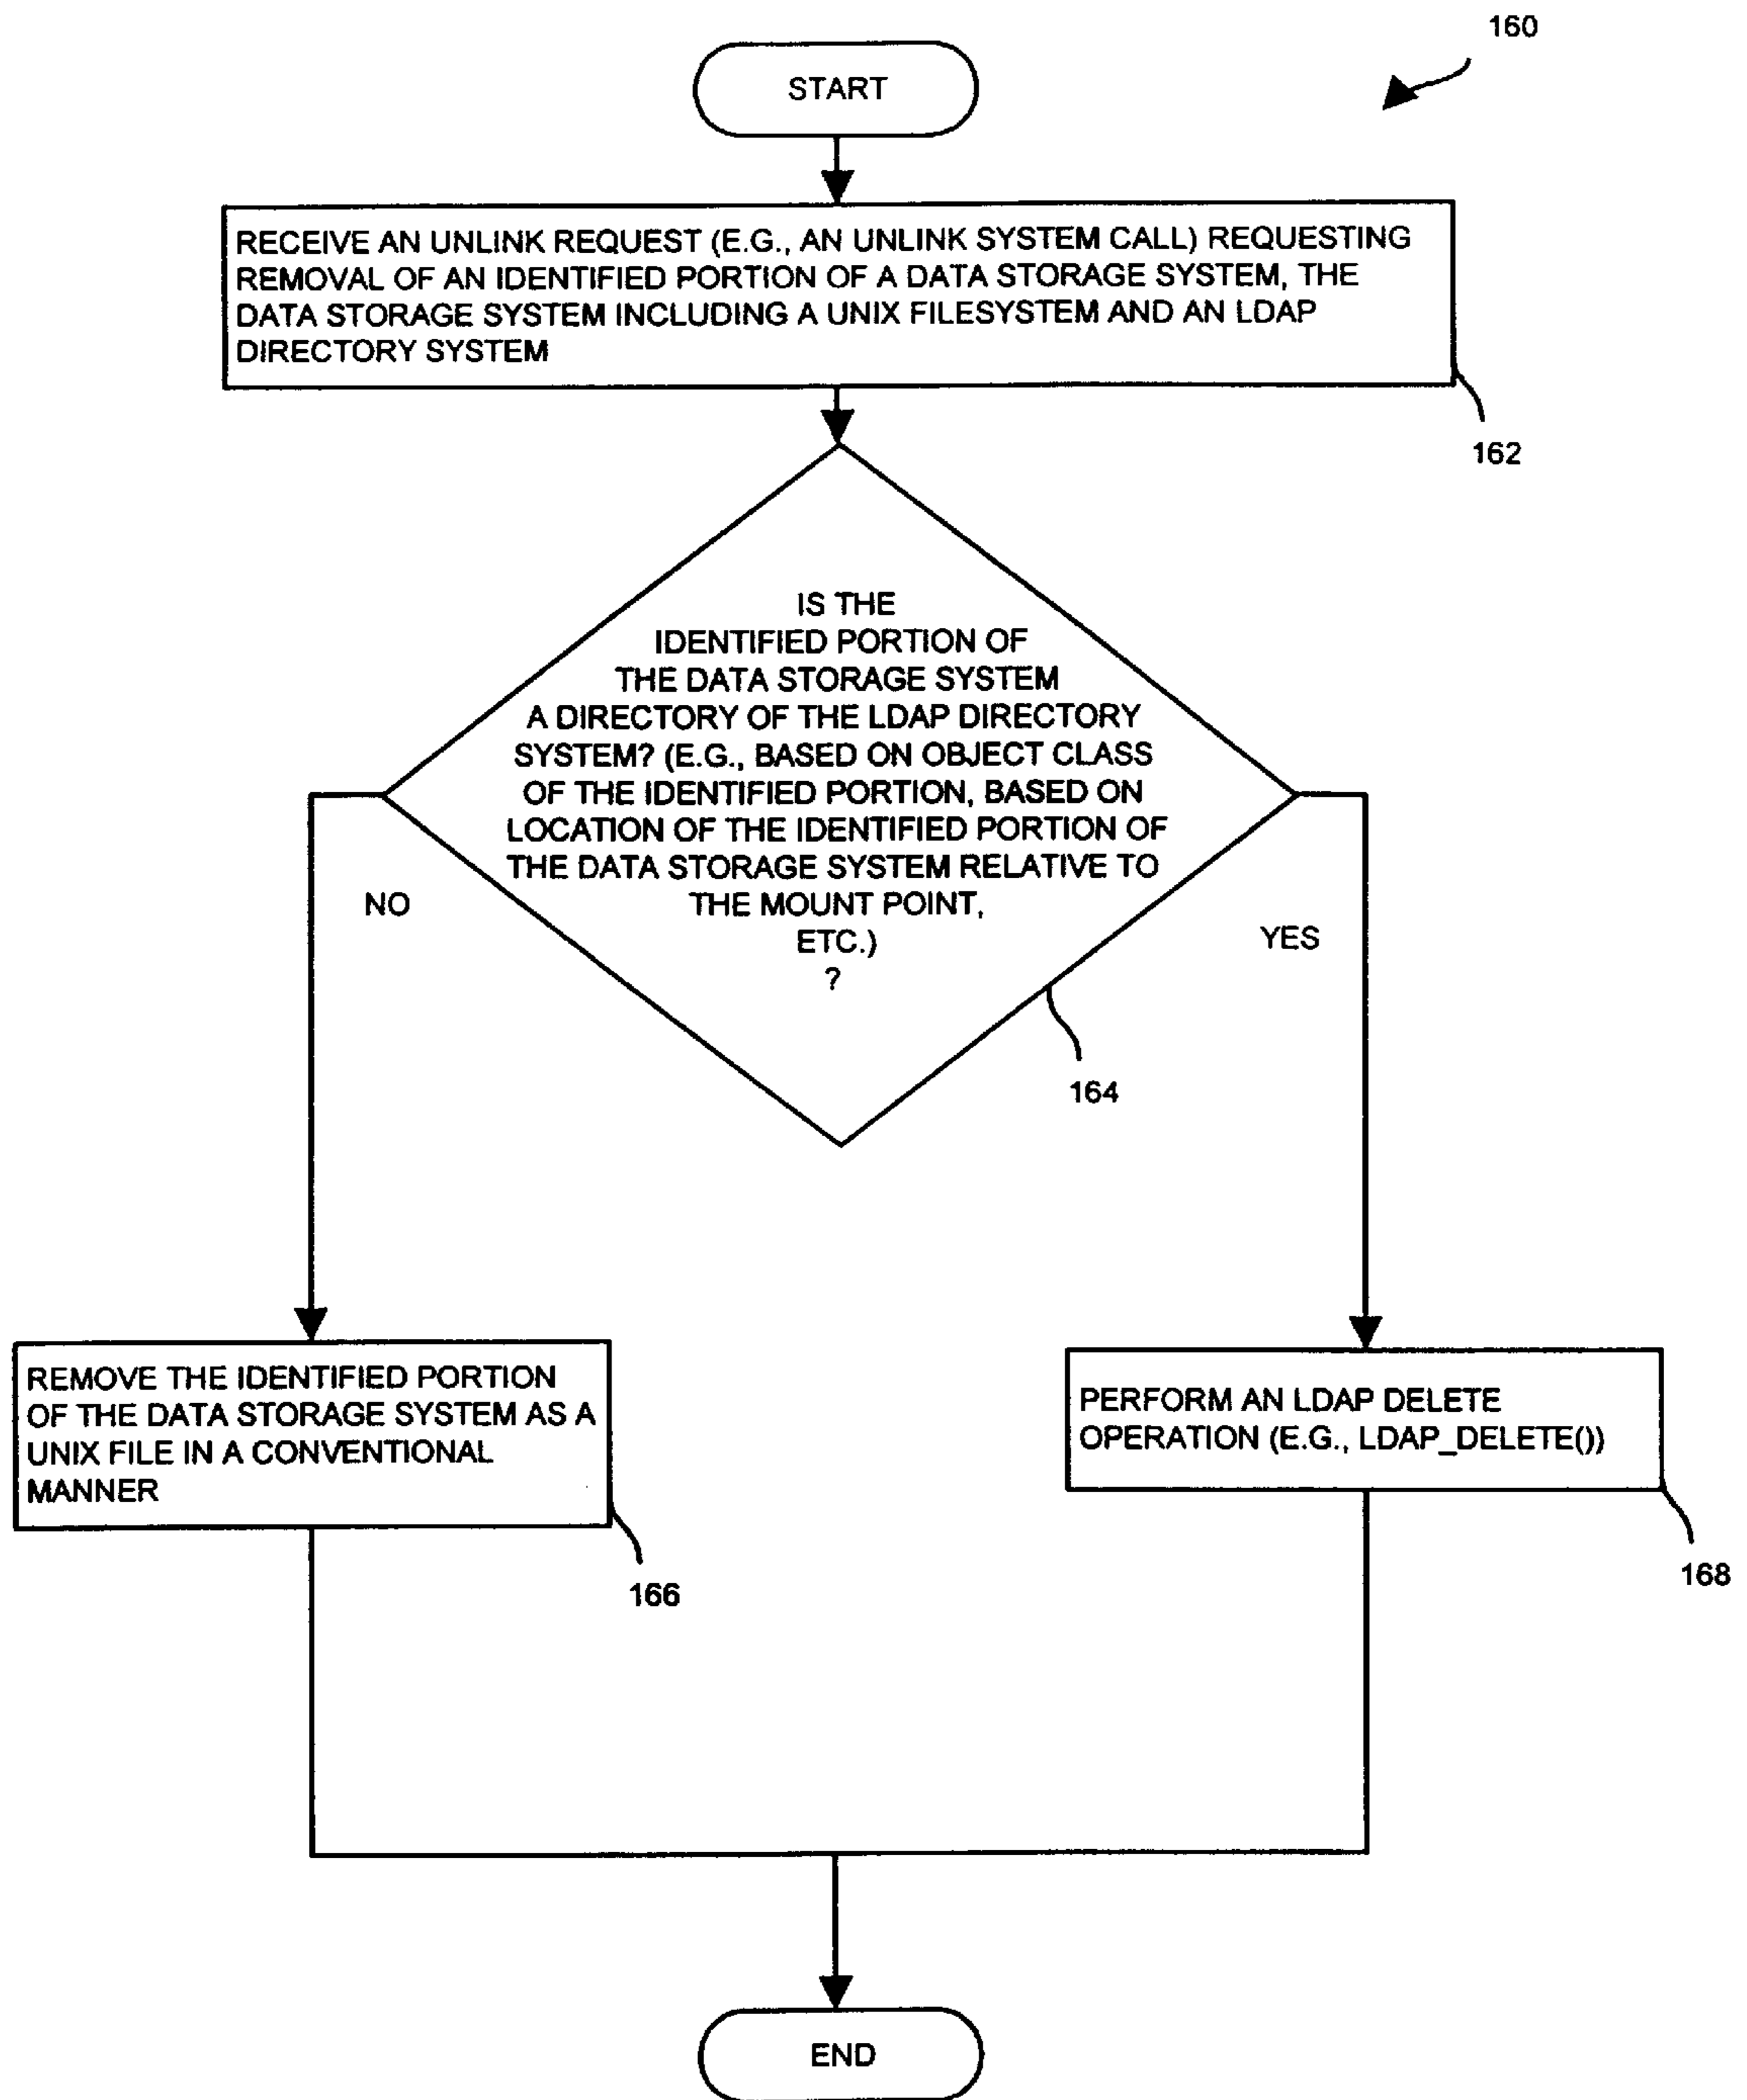 160
START
RECEIVE AN UNLINK REQUEST (E.G., AN UNLINK SYSTEM CALL) REQUESTING
REMOVAL OF AN IDENTIFIED PORTION OF A DATA STORAGE SYSTEM, THE
DATA STORAGE SYSTEM INCLUDING A UNIX FILESYSTEM AND AN LDAP
DIRECTORY SYSTEM
162
IS THE
IDENTIFIED PORTION OF
THE DATA STORAGE SYSTEM
A DIRECTORY OF THE LDAP DIRECTORY
SYSTEM? (E.G., BASED ON OBJECT CLASS
OF THE IDENTIFIED PORTION, BASED ON
LOCATION OF THE IDENTIFIED PORTION OF
THE DATA STORAGE SYSTEM RELATIVE TO
THE MOUNT POINT,
ETC.)
?
NO
YES
164
REMOVE THE IDENTIFIED PORTION
OF THE DATA STORAGE SYSTEM AS A
UNIX FILE IN A CONVENTIONAL
MANNER
166
PERFORM AN LDAP DELETE
OPERATION (E.G., LDAP_DELETE())
168
END